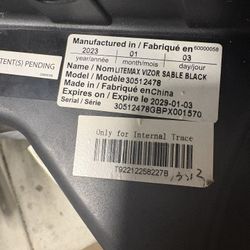 TENT(S) PENDING
Manufactured in / Fabriqué en
60000058
2023 01 03
year/année month/mois day/jour
Name / Nom LITEMAX VIZOR SABLE BLACK
Model / Modèle 30512478
Made in / Fabriqué en China
Expires on / Expire le 2029-01-03
Serial / Série 30512478GBPX001570
Only for Internal Trace
T92212258227B